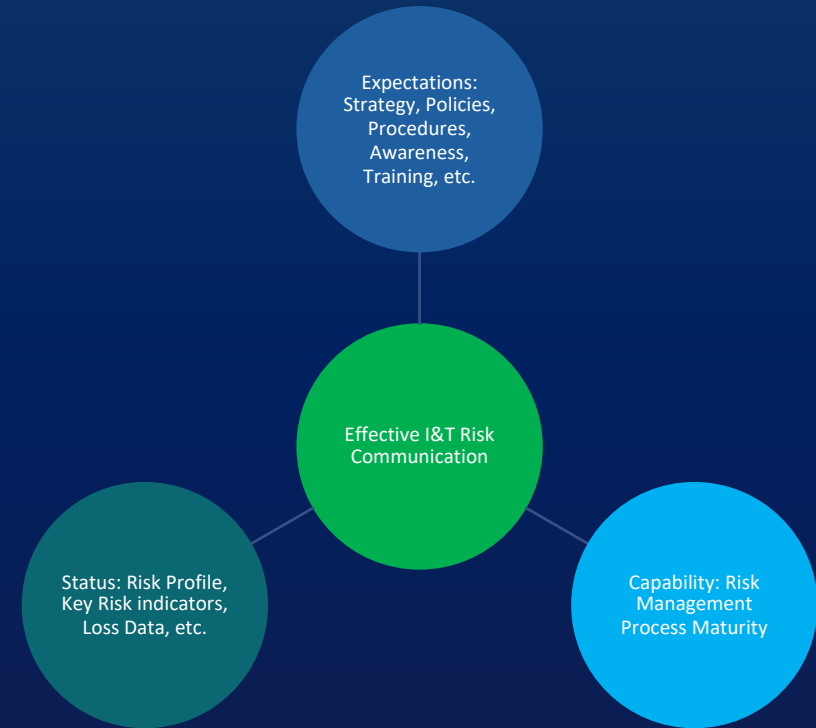 Expectations:
Strategy, Policies,
Procedures,
Awareness,
Training, etc.
Effective I&T Risk
Communication
Status: Risk Profile,
Key Risk indicators,
Loss Data, etc.
Capability: Risk
Management
Process Maturity